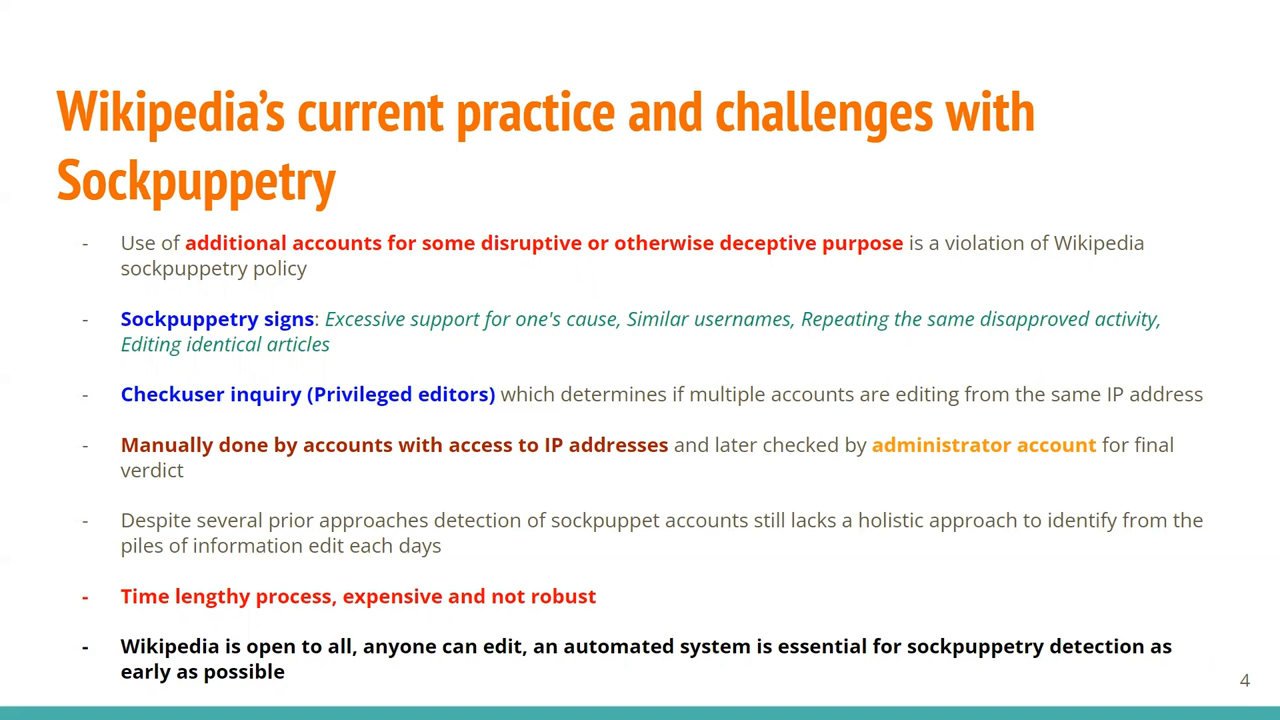 Wikipedia’s current practice and challenges with
Sockpuppetry
- Use of additional accounts for some disruptive or otherwise deceptive purpose is a violation of Wikipedia
sockpuppetry policy
- Sockpuppetry signs: Excessive support for one's cause, Similar usernames, Repeating the same disapproved activity,
Editing identical articles
- Checkuser inquiry (Privileged editors) which determines if multiple accounts are editing from the same IP address
- Manually done by accounts with access to IP addresses and later checked by administrator account for final
verdict
- Despite several prior approaches detection of sockpuppet accounts still lacks a holistic approach to identify from the
piles of information edit each days
- Time lengthy process, expensive and not robust
- Wikipedia is open to all, anyone can edit, an automated system is essential for sockpuppetry detection as
early as possible
4